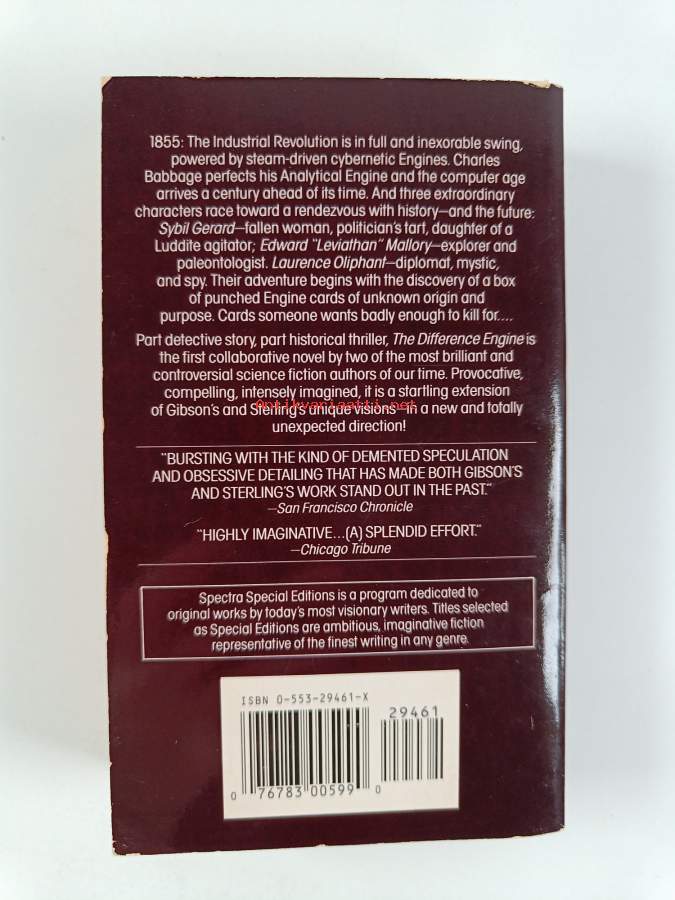 1855: The Industrial Revolution is in full and inexorable swing,
powered by steam-driven cybernetic Engines. Charles
Babbage perfects his Analytical Engine and the computer age
arrives a century ahead of its time. And three extraordinary
characters race toward a rendezvous with history—and the future:
Sybil Gerard—fallen woman, politician's tart, daughter of a
Luddite agitator; Edward "Leviathan" Mallory—explorer and
paleontologist. Laurence Oliphant—diplomat, mystic,
and spy. Their adventure begins with the discovery of a box
of punched Engine cards of unknown origin and
purpose. Cards someone wants badly enough to kill for....
Part detective story, part historical thriller, The Difference Engine is
the first collaborative novel by two of the most brilliant and
controversial science fiction authors of our time. Provocative,
compelling, intensely imagined, it is a startling extension
of Gibson's and Sterling's unique visions—in a new and totally
Antikvariaatti.net
unexpected direction!
"BURSTING WITH THE KIND OF DEMENTED SPECULATION
AND OBSESSIVE DETAILING THAT HAS MADE BOTH GIBSON'S
AND STERLING'S WORK STAND OUT IN THE PAST."
—San Francisco Chronicle
"HIGHLY IMAGINATIVE...(A) SPLENDID EFFORT."
—Chicago Tribune
Spectra Special Editions is a program dedicated to
original works by today's most visionary writers. Titles selected
as Special Editions are ambitious, imaginative fiction
representative of the finest writing in any genre.
ISBN 0-553-29461-X
29461
0 76783 00599 0